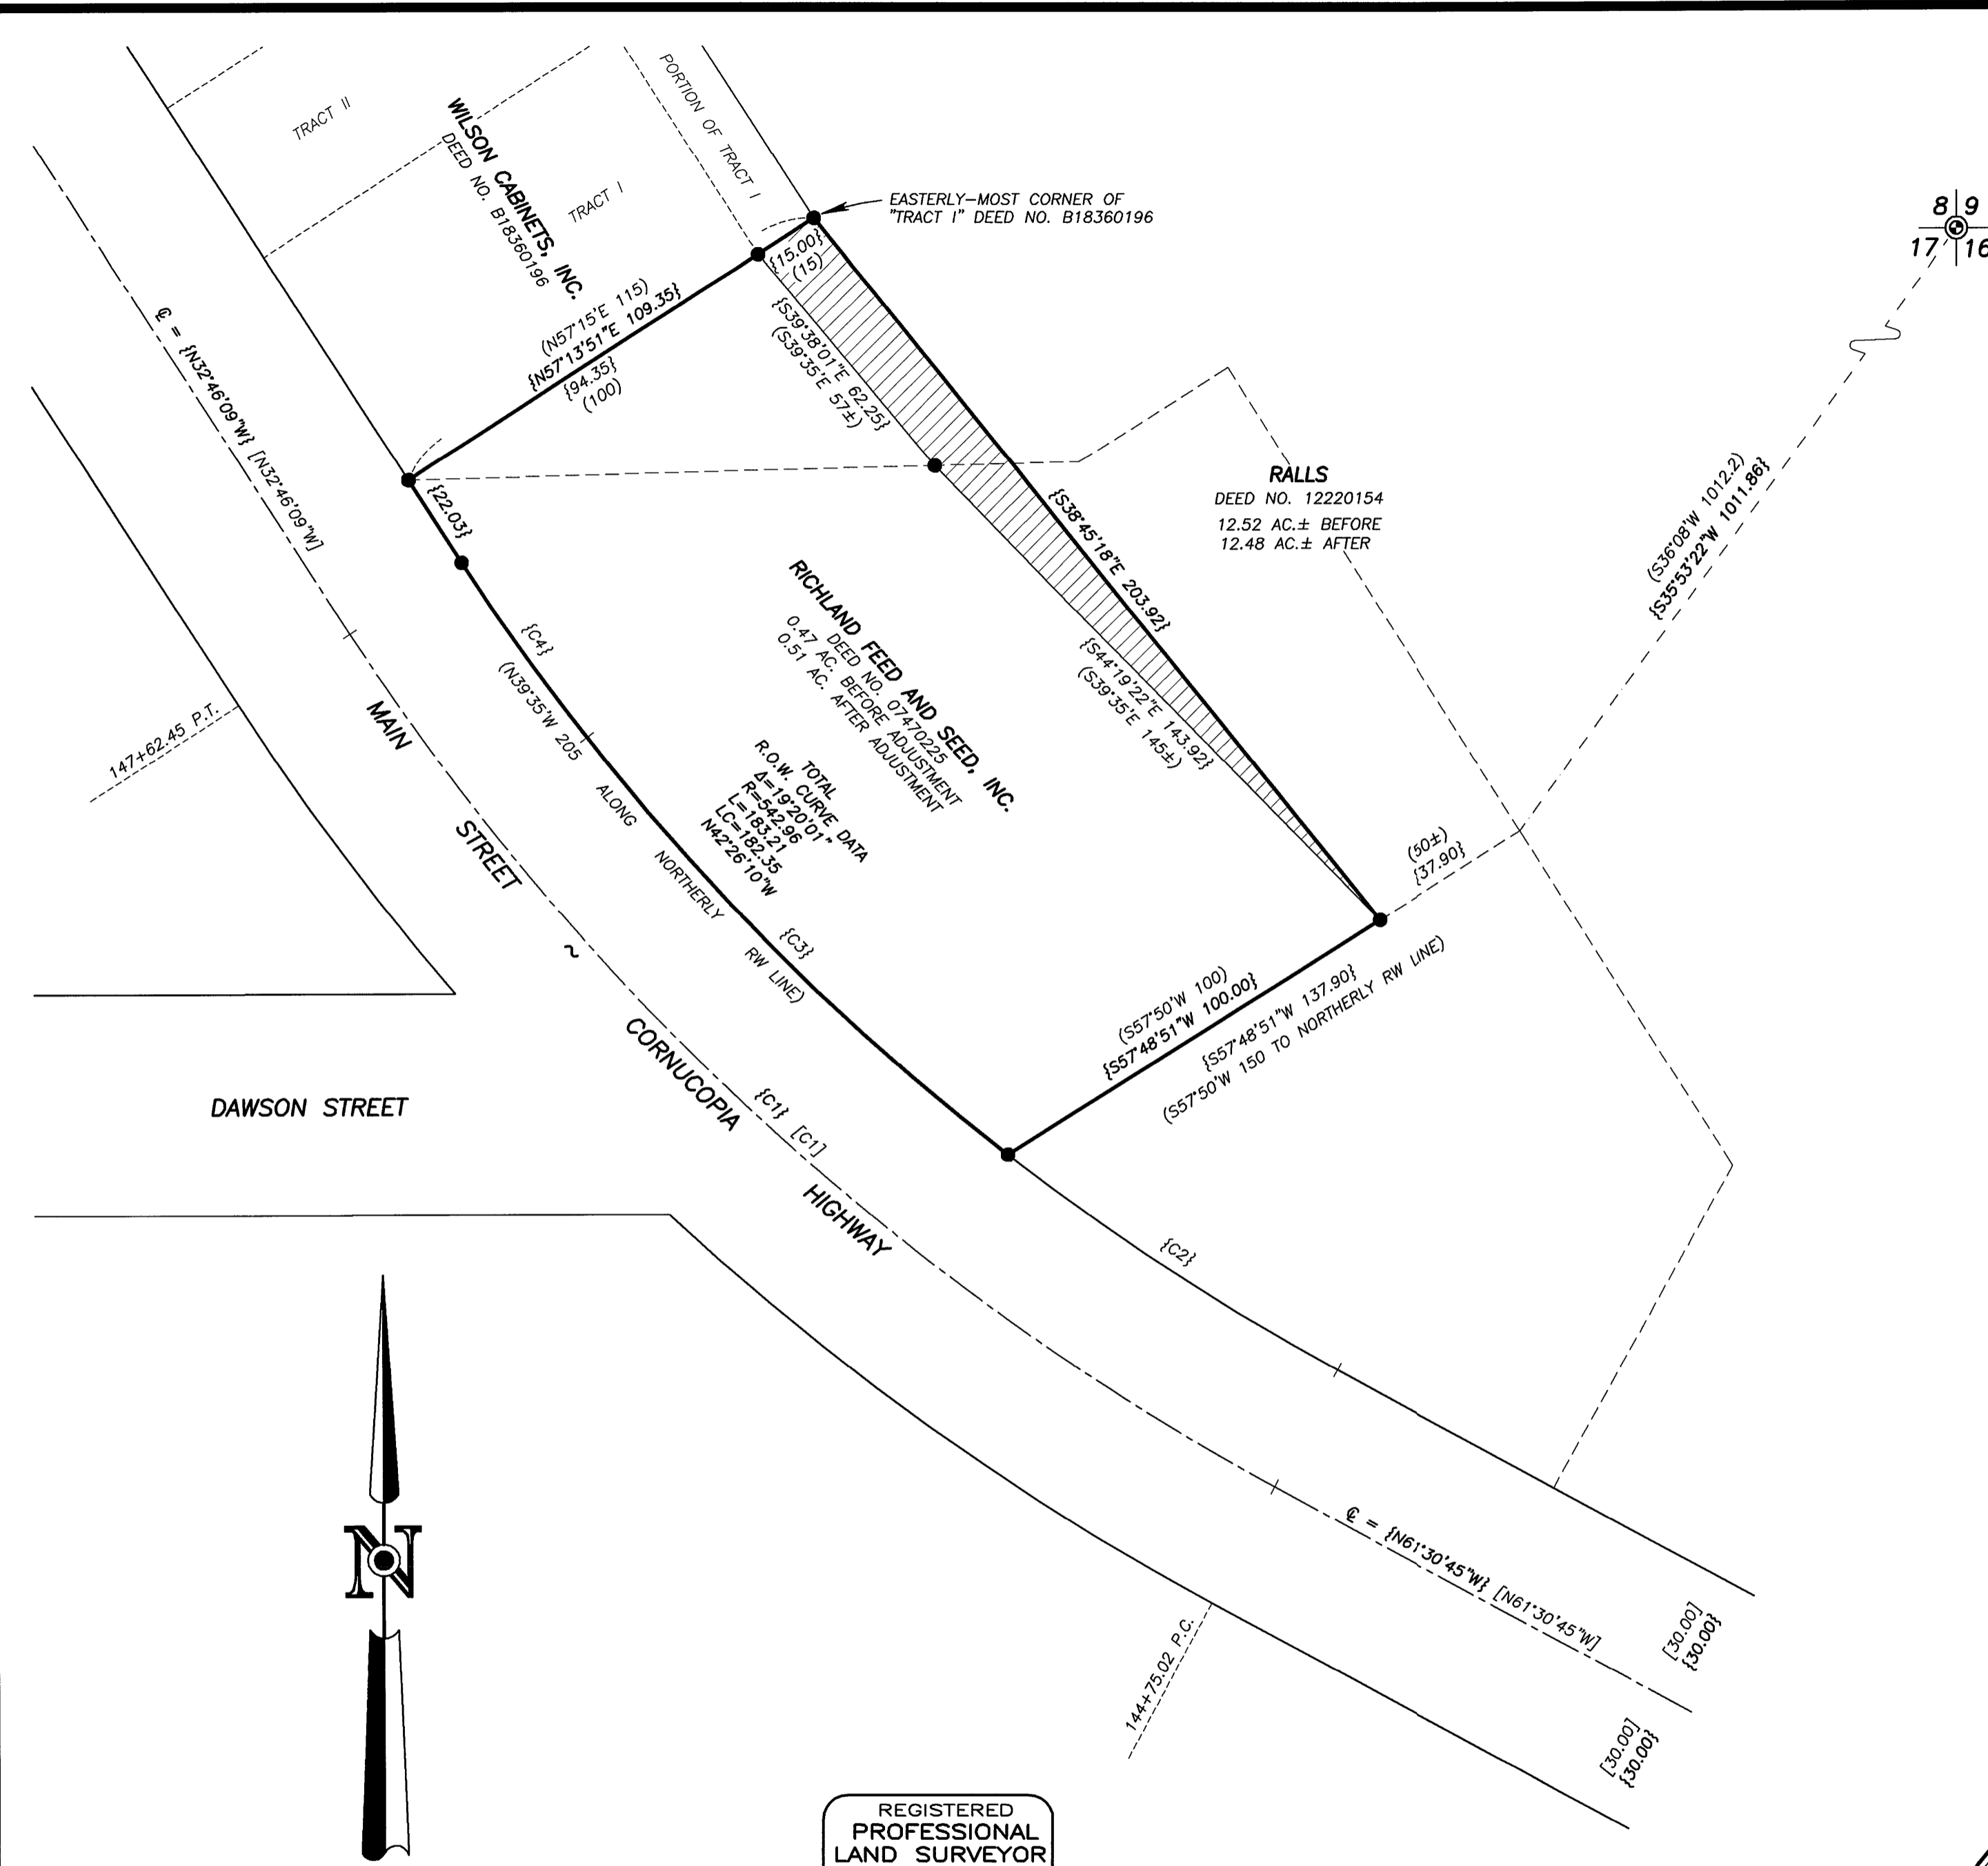 TRACT II
WILSON CABINETS, INC.
DEED NO. B18360196
TRACT I
PORTION OF TRACT I
EASTERLY-MOST CORNER OF
"TRACT I" DEED NO. B18360196
8 9
17 16
{15.00}
(15)
(N57°15'E 115)
{N57°13'51"E 109.35}
{94.35}
(100)
{S39°38'01"E 62.25}
(S39°35'E 57±)
℄ = {N32°46'09"W} [N32°46'09"W]
{22.03}
RALLS
DEED NO. 12220154
12.52 AC.± BEFORE
12.48 AC.± AFTER
(S36°08'W 1012.2)
{S35°53'22"W 1011.86}
{S38°45'18"E 203.92}
{S44°19'22"E 143.92}
(S39°35'E 145±)
RICHLAND FEED AND SEED, INC.
DEED NO. 07470225
0.47 AC. BEFORE ADJUSTMENT
0.51 AC. AFTER ADJUSTMENT
TOTAL
R.O.W. CURVE DATA
Δ=19°20'01"
R=542.96
L=183.21
LC=182.35
N42°26'10"W
{C4}
(N39°35'W 205 ALONG NORTHERLY RW LINE)
{C3}
147+62.45 P.T.
MAIN STREET ~ CORNUCOPIA HIGHWAY
(50±)
{37.90}
(S57°50'W 100)
{S57°48'51"W 100.00}
{S57°48'51"W 137.90}
(S57°50'W 150 TO NORTHERLY RW LINE)
DAWSON STREET
{C1} [C1]
{C2}
N
℄ = {N61°30'45"W} [N61°30'45"W]
[30.00]
{30.00}
144+75.02 P.C.
[30.00]
{30.00}
REGISTERED
PROFESSIONAL
LAND SURVEYOR